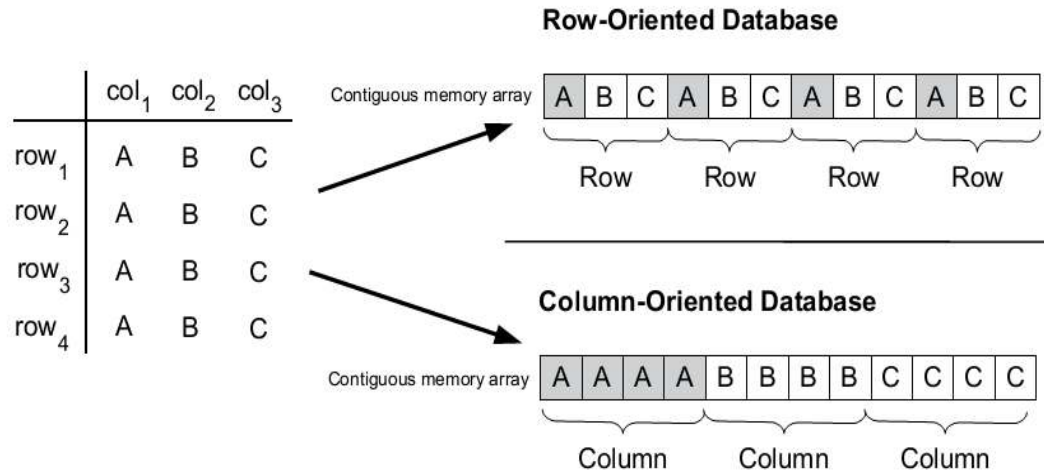 col1 col2 col3
row1 A B C
row2 A B C
row3 A B C
row4 A B C
Row-Oriented Database
Contiguous memory array A B C A B C A B C A B C
Row Row Row Row
Column-Oriented Database
Contiguous memory array A A A A B B B B C C C C
Column Column Column